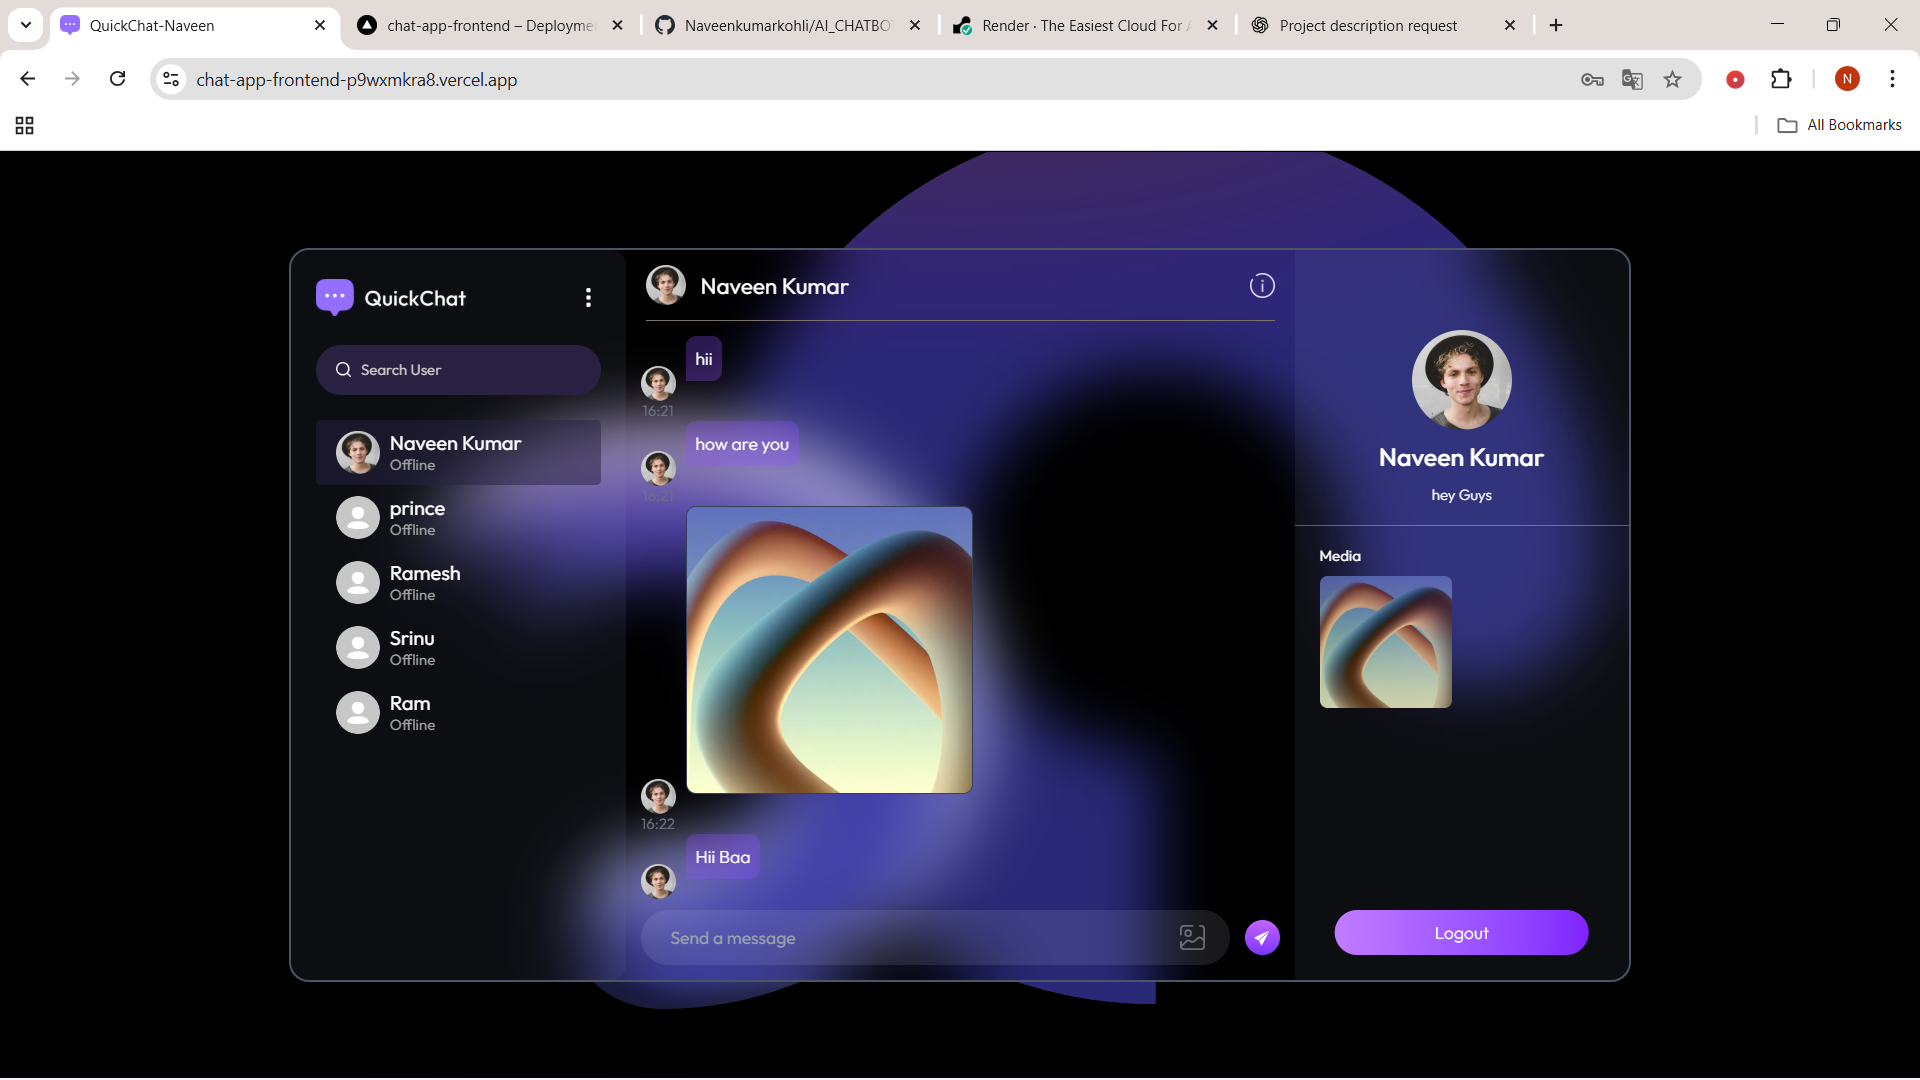 QuickChat-Naveen
chat-app-frontend – Deployme
Naveenkumarkohli/AI_CHATBO
Render · The Easiest Cloud For A
Project description request
chat-app-frontend-p9wxmkra8.vercel.app
N
All Bookmarks
QuickChat
Search User
Naveen Kumar
Offline
prince
Offline
Ramesh
Offline
Srinu
Offline
Ram
Offline
Naveen Kumar
hii
16:21
how are you
16:21
16:22
Hii Baa
Send a message
Naveen Kumar
hey Guys
Media
Logout